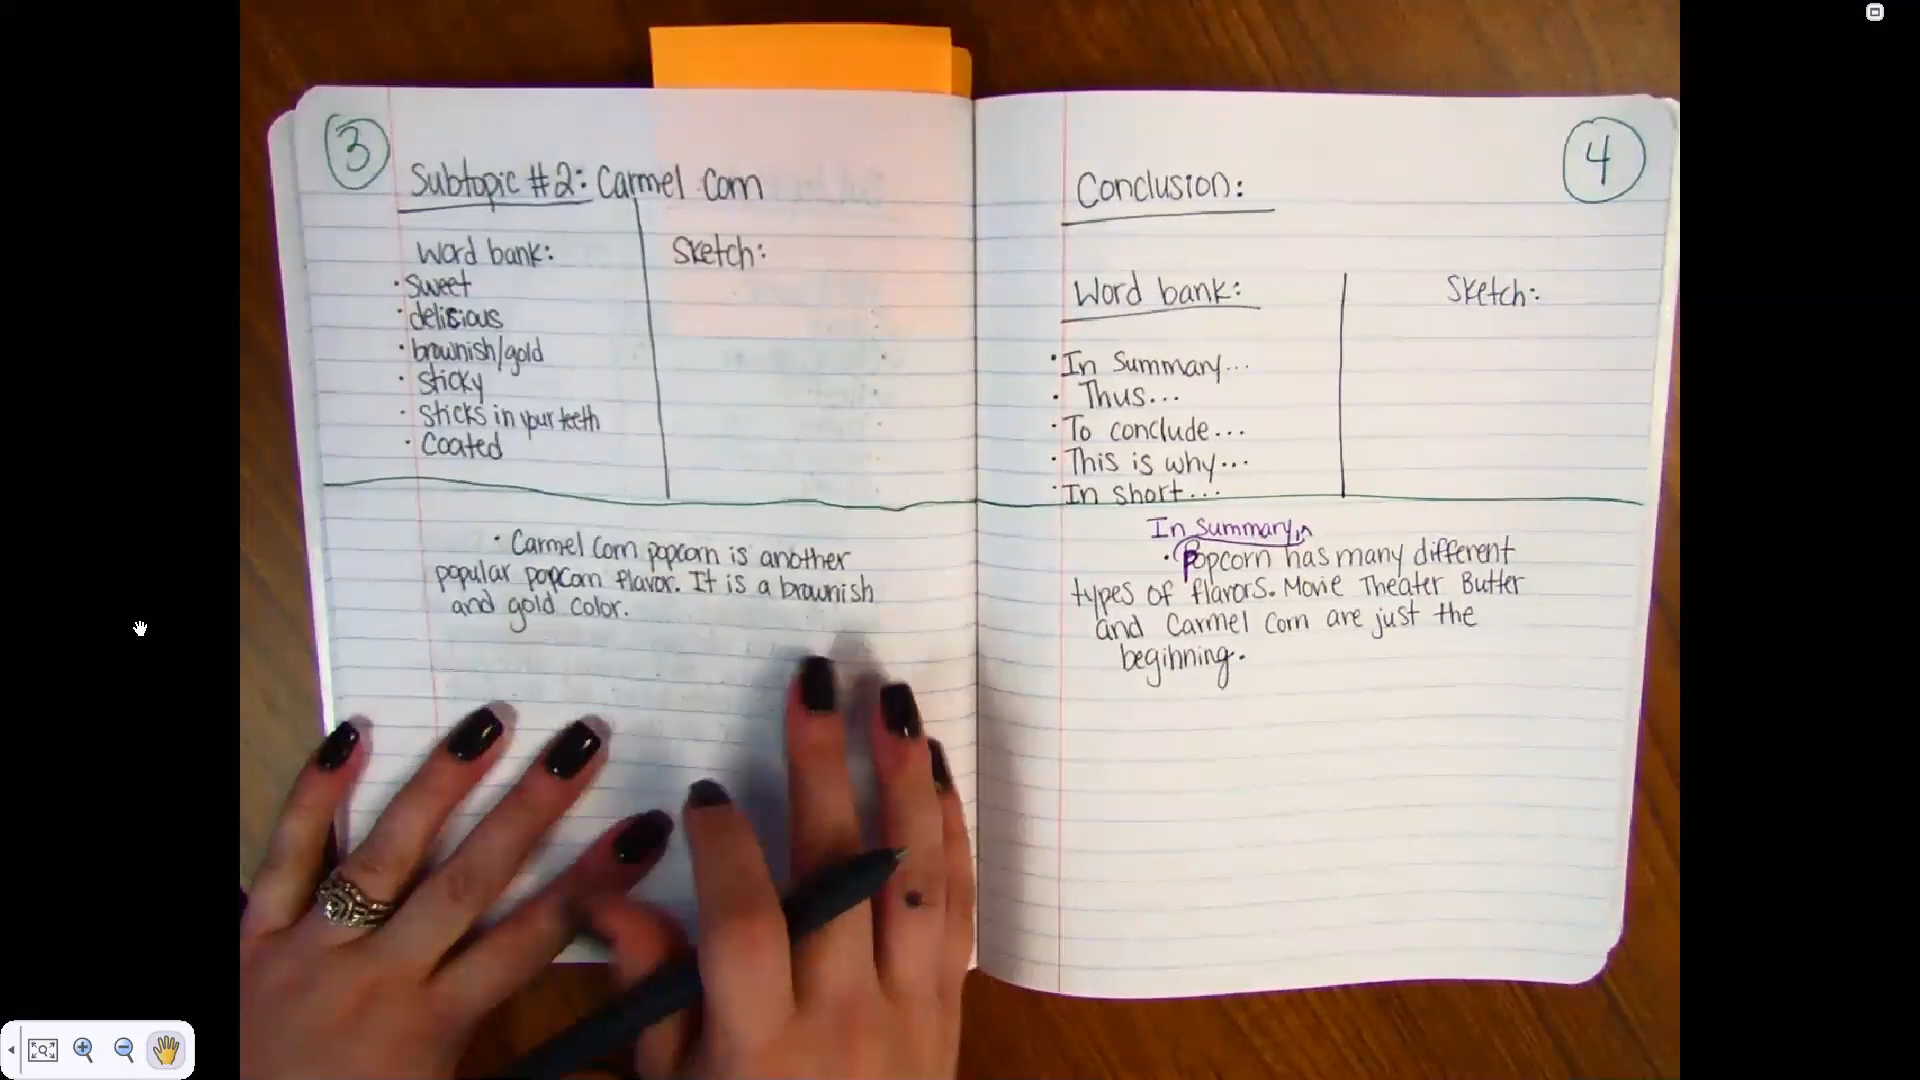 3
Subtopic #2: Carmel Corn
Word bank:
Sketch:
• sweet
• delisious
• brownish/gold
• sticky
• sticks in your teeth
• Coated
• Carmel Corn popcorn is another
popular popcorn flavor. It is a brownish
and gold color.
4
Conclusion:
Word bank:
Sketch:
• In Summary...
• Thus...
• To conclude...
• This is why...
• In short...
In Summary,
• Popcorn has many different
types of flavors. Movie Theater Butter
and Carmel Corn are just the
beginning.